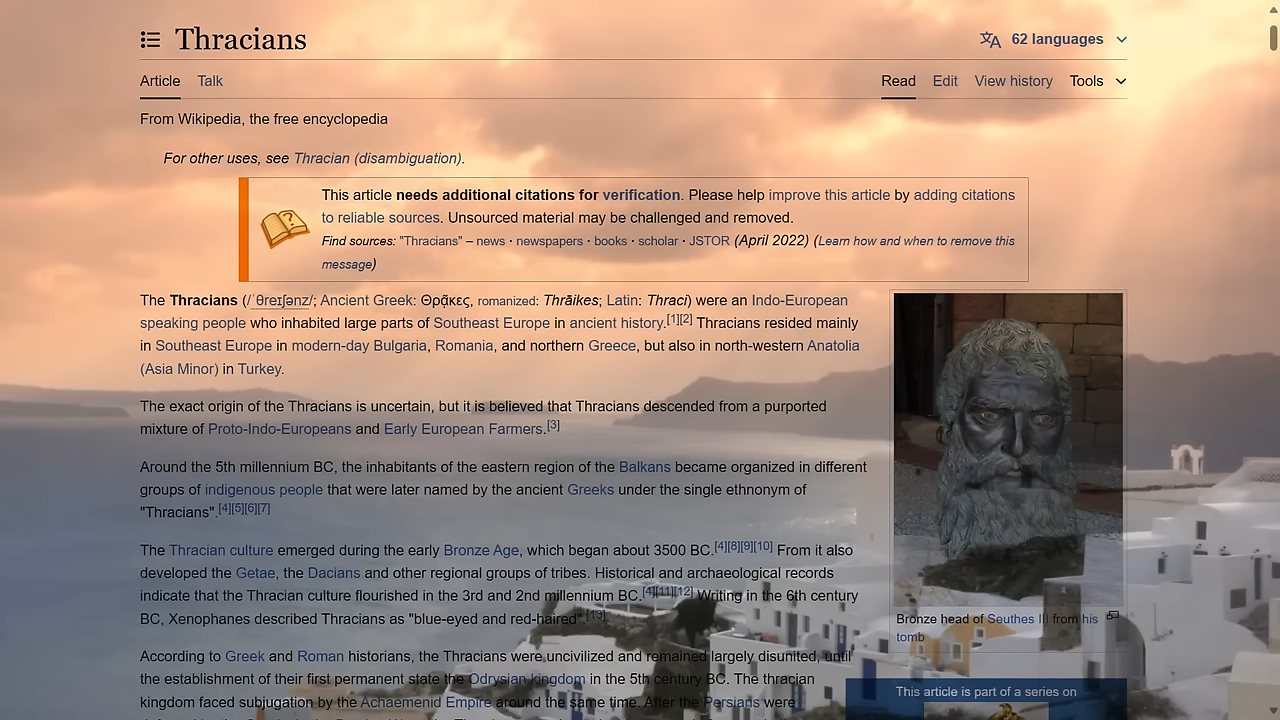 Thracians
62 languages
Article Talk
Read Edit View history Tools
From Wikipedia, the free encyclopedia
For other uses, see Thracian (disambiguation).
This article needs additional citations for verification. Please help improve this article by adding citations
to reliable sources. Unsourced material may be challenged and removed.
Find sources: "Thracians" – news · newspapers · books · scholar · JSTOR (April 2022) (Learn how and when to remove this
message)
The Thracians (/ˈθreɪʃənz/; Ancient Greek: Θρᾷκες, romanized: Thrāikes; Latin: Thraci) were an Indo-European
speaking people who inhabited large parts of Southeast Europe in ancient history.[1][2] Thracians resided mainly
in Southeast Europe in modern-day Bulgaria, Romania, and northern Greece, but also in north-western Anatolia
(Asia Minor) in Turkey.
The exact origin of the Thracians is uncertain, but it is believed that Thracians descended from a purported
mixture of Proto-Indo-Europeans and Early European Farmers.[3]
Around the 5th millennium BC, the inhabitants of the eastern region of the Balkans became organized in different
groups of indigenous people that were later named by the ancient Greeks under the single ethnonym of
"Thracians".[4][5][6][7]
The Thracian culture emerged during the early Bronze Age, which began about 3500 BC.[4][8][9][10] From it also
developed the Getae, the Dacians and other regional groups of tribes. Historical and archaeological records
indicate that the Thracian culture flourished in the 3rd and 2nd millennium BC.[4][11][12] Writing in the 6th century
BC, Xenophanes described Thracians as "blue-eyed and red-haired".[13]
According to Greek and Roman historians, the Thracians were uncivilized and remained largely disunited, until
the establishment of their first permanent state the Odrysian kingdom in the 5th century BC. The thracian
kingdom faced subjugation by the Achaemenid Empire around the same time. After the Persians were
Bronze head of Seuthes III from his
tomb
This article is part of a series on